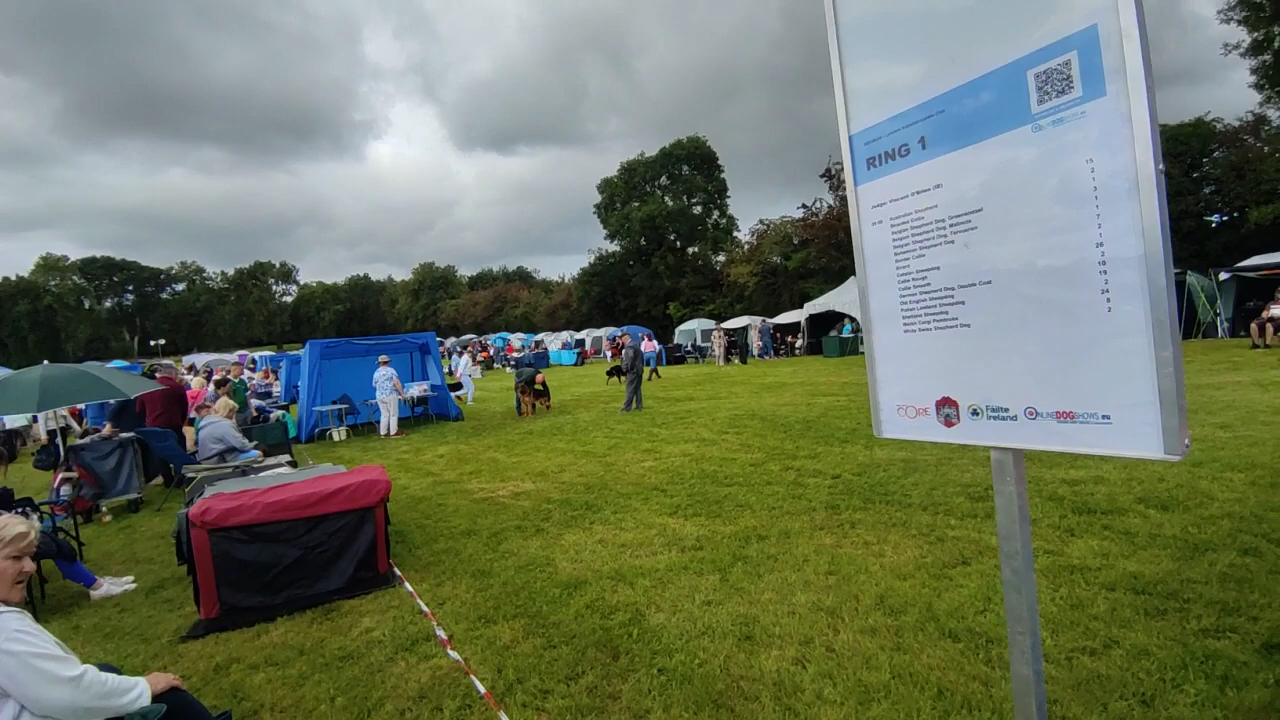 RING 1
Judge: Vincent O'Brien (IE)
Australian Shepherd 15
Bearded Collie 2
Belgian Shepherd Dog, Groenendael 1
Belgian Shepherd Dog, Malinois 3
Belgian Shepherd Dog, Tervueren 1
Bohemian Shepherd Dog 1
Border Collie 7
Briard 2
Catalan Sheepdog 1
Collie Rough 26
Collie Smooth 2
German Shepherd Dog, Double Coat 10
Old English Sheepdog 19
Polish Lowland Sheepdog 2
Shetland Sheepdog 24
Welsh Corgi Pembroke 8
White Swiss Shepherd Dog 2
CORE
Fáilte Ireland
ONLINEDOGSHOWS.eu